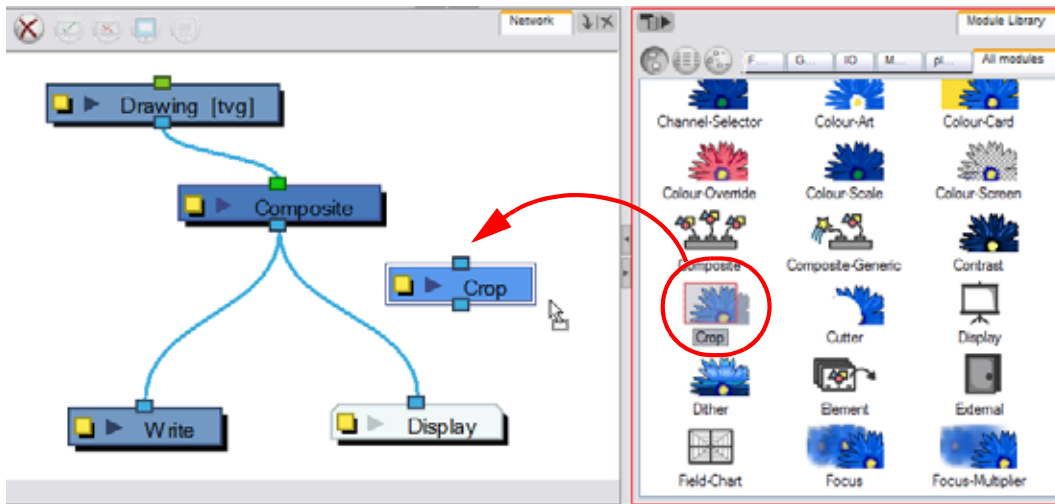 Network
Module Library
F...
G...
IO
M...
pl...
All modules
Drawing [tvg]
Composite
Crop
Write
Display
Channel-Selector
Colour-Art
Colour-Card
Colour-Override
Colour-Scale
Colour-Screen
Composite
Composite-Generic
Contrast
Crop
Cutter
Display
Dither
Element
External
Field-Chart
Focus
Focus-Multiplier